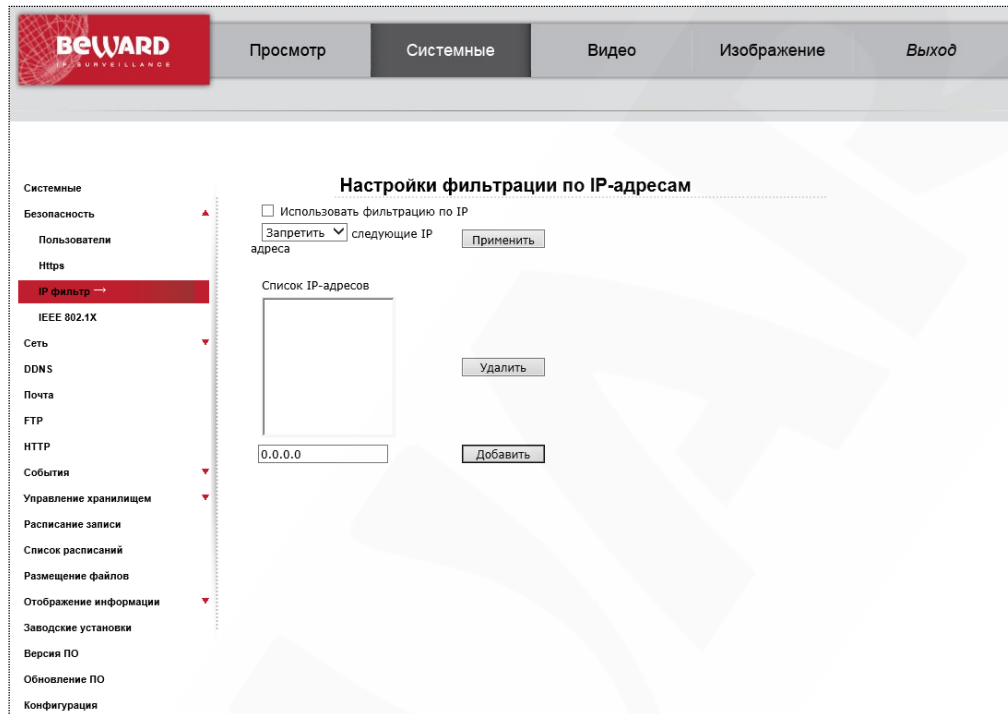 BEWARD
IP SURVEILLANCE
Просмотр
Системные
Видео
Изображение
Выход
Системные
Безопасность
Пользователи
Https
IP фильтр →
IEEE 802.1X
Сеть
DDNS
Почта
FTP
HTTP
События
Управление хранилищем
Расписание записи
Список расписаний
Размещение файлов
Отображение информации
Заводские установки
Версия ПО
Обновление ПО
Конфигурация
Настройки фильтрации по IP-адресам
Использовать фильтрацию по IP
Запретить следующие IP
адреса
Применить
Список IP-адресов
Удалить
0.0.0.0
Добавить